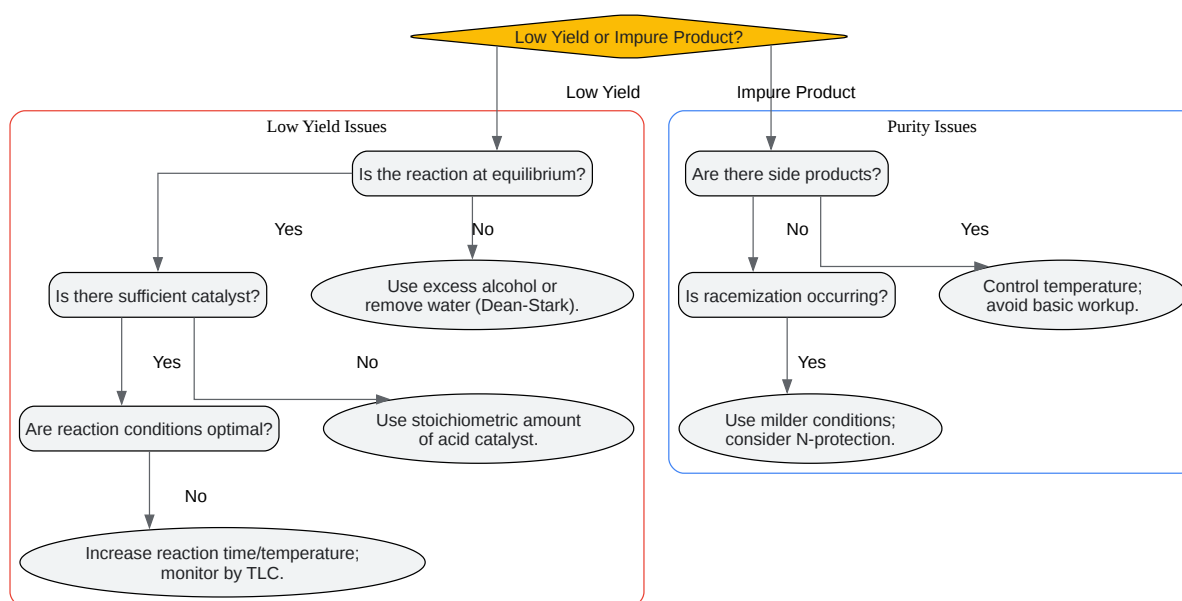 Low Yield or Impure Product?
Low Yield
Impure Product
Low Yield Issues
Purity Issues
Is the reaction at equilibrium?
Are there side products?
Yes
No
No
Yes
Is there sufficient catalyst?
Use excess alcohol or
remove water (Dean-Stark).
Is racemization occurring?
Control temperature;
avoid basic workup.
Yes
No
Yes
Are reaction conditions optimal?
Use stoichiometric amount
of acid catalyst.
Use milder conditions;
consider N-protection.
No
Increase reaction time/temperature;
monitor by TLC.